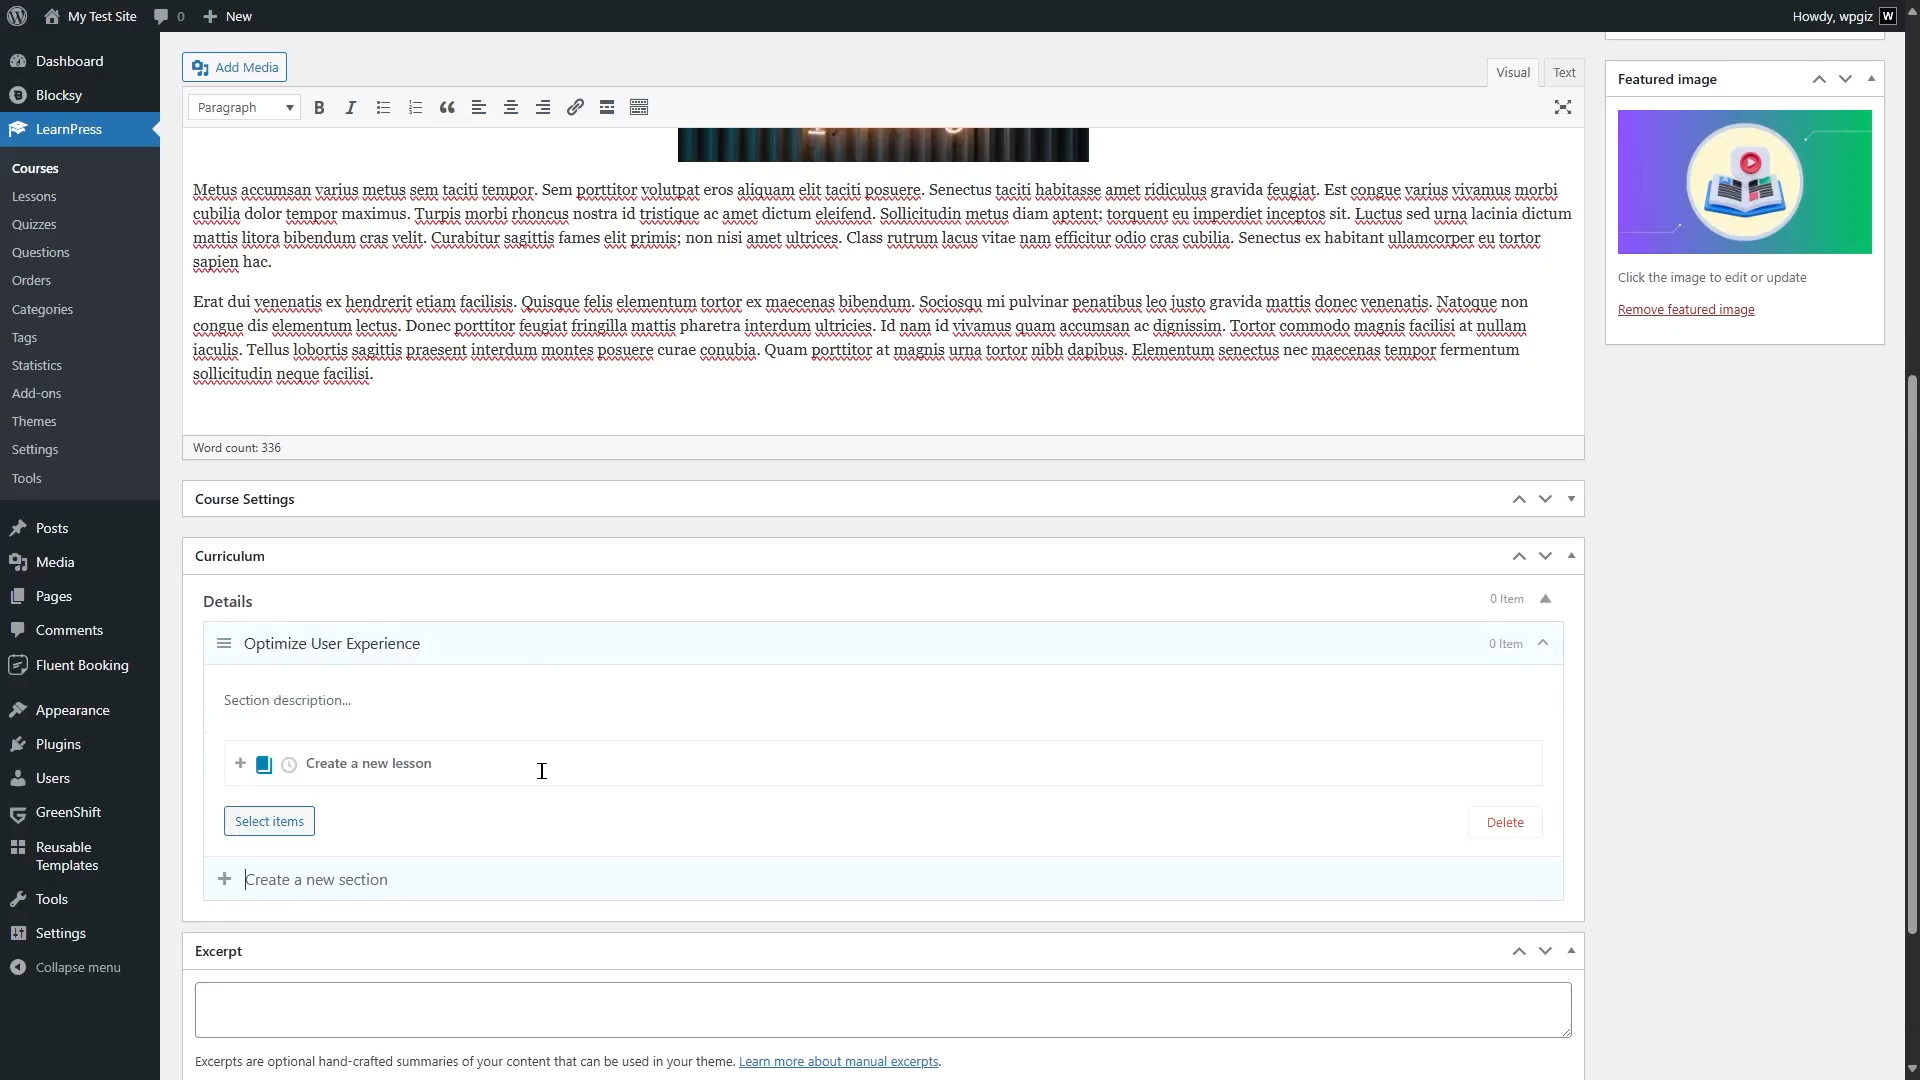 My Test Site
0
New
Howdy, wpgiz
W
Dashboard
Blocksy
LearnPress
Courses
Lessons
Quizzes
Questions
Orders
Categories
Tags
Statistics
Add-ons
Themes
Settings
Tools
Posts
Media
Pages
Comments
Fluent Booking
Appearance
Plugins
Users
GreenShift
Reusable
Templates
Tools
Settings
Collapse menu
Add Media
Visual
Text
Paragraph
Metus accumsan varius metus sem taciti tempor. Sem porttitor volutpat eros aliquam elit taciti posuere. Senectus taciti habitasse amet ridiculus gravida feugiat. Est congue varius vivamus morbi
cubilia dolor tempor maximus. Turpis morbi rhoncus nostra id tristique ac amet dictum eleifend. Sollicitudin metus diam aptent; torquent eu imperdiet inceptos sit. Luctus sed urna lacinia dictum
mattis litora bibendum cras velit. Curabitur sagittis fames elit primis; non nisi amet ultrices. Class rutrum lacus vitae nam efficitur odio cras cubilia. Senectus ex habitant ullamcorper eu tortor
sapien hac.
Erat dui venenatis ex hendrerit etiam facilisis. Quisque felis elementum tortor ex maecenas bibendum. Sociosqu mi pulvinar penatibus leo justo gravida mattis donec venenatis. Natoque non
congue dis elementum lectus. Donec porttitor feugiat fringilla mattis pharetra interdum ultricies. Id nam id vivamus quam accumsan ac dignissim. Tortor commodo magnis facilisi at nullam
iaculis. Tellus lobortis sagittis praesent interdum montes posuere curae conubia. Quam porttitor at magnis urna tortor nibh dapibus. Elementum senectus nec maecenas tempor fermentum
sollicitudin neque facilisi.
Word count: 336
Course Settings
Curriculum
Details
0 Item
Optimize User Experience
0 Item
Section description...
Create a new lesson
Select items
Delete
Create a new section
Excerpt
Excerpts are optional hand-crafted summaries of your content that can be used in your theme. Learn more about manual excerpts.
Featured image
Click the image to edit or update
Remove featured image